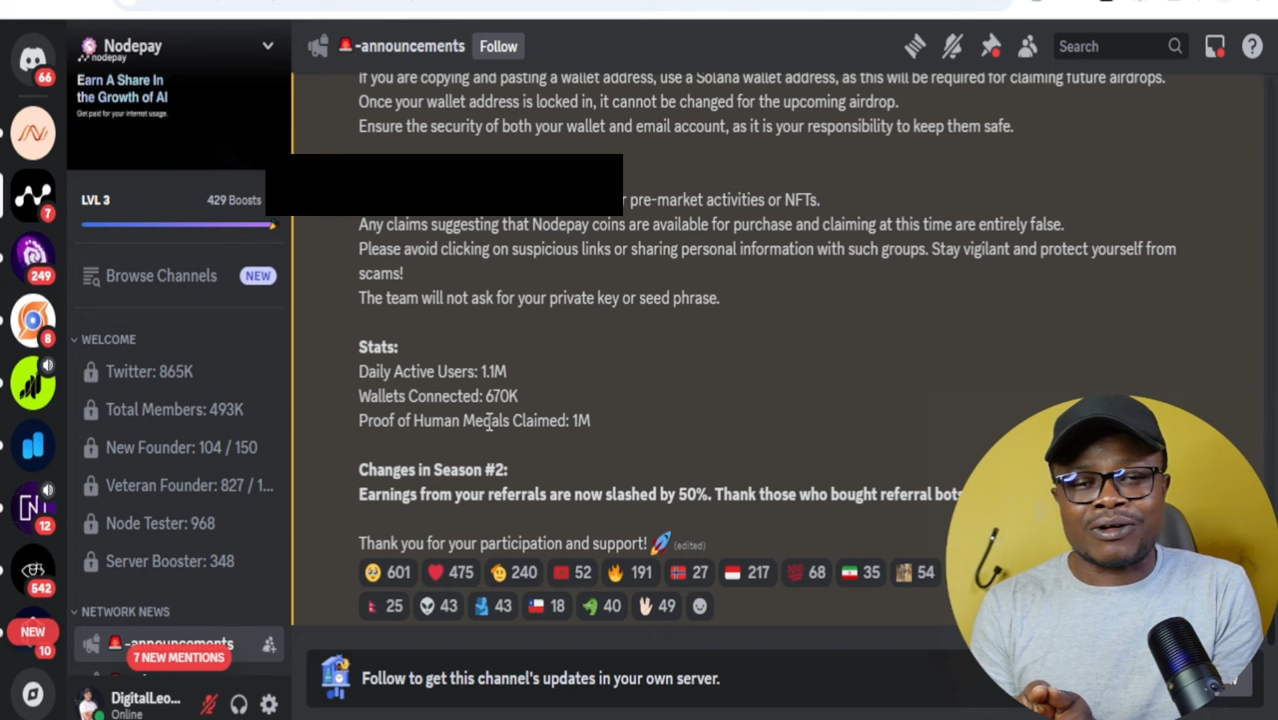 66
7
249
8
12
542
NEW
10
Nodepay
nodepay
Earn A Share In
the Growth of AI
Get paid for your internet usage.
LVL 3 429 Boosts
Browse Channels NEW
WELCOME
Twitter: 865K
Total Members: 493K
New Founder: 104 / 150
Veteran Founder: 827 / 1...
Node Tester: 968
Server Booster: 348
NETWORK NEWS
-announcements
7 NEW MENTIONS
DigitalLeo...
Online
-announcements Follow
Search
If you are copying and pasting a wallet address, use a Solana wallet address, as this will be required for claiming future airdrops.
Once your wallet address is locked in, it cannot be changed for the upcoming airdrop.
Ensure the security of both your wallet and email account, as it is your responsibility to keep them safe.
r pre-market activities or NFTs.
Any claims suggesting that Nodepay coins are available for purchase and claiming at this time are entirely false.
Please avoid clicking on suspicious links or sharing personal information with such groups. Stay vigilant and protect yourself from
scams!
The team will not ask for your private key or seed phrase.
Stats:
Daily Active Users: 1.1M
Wallets Connected: 670K
Proof of Human Medals Claimed: 1M
Changes in Season #2:
Earnings from your referrals are now slashed by 50%. Thank those who bought referral bots
Thank you for your participation and support! 🚀 (edited)
601 475 240 52 191 27 217 68 35 54
25 43 43 18 40 49
Follow to get this channel's updates in your own server.